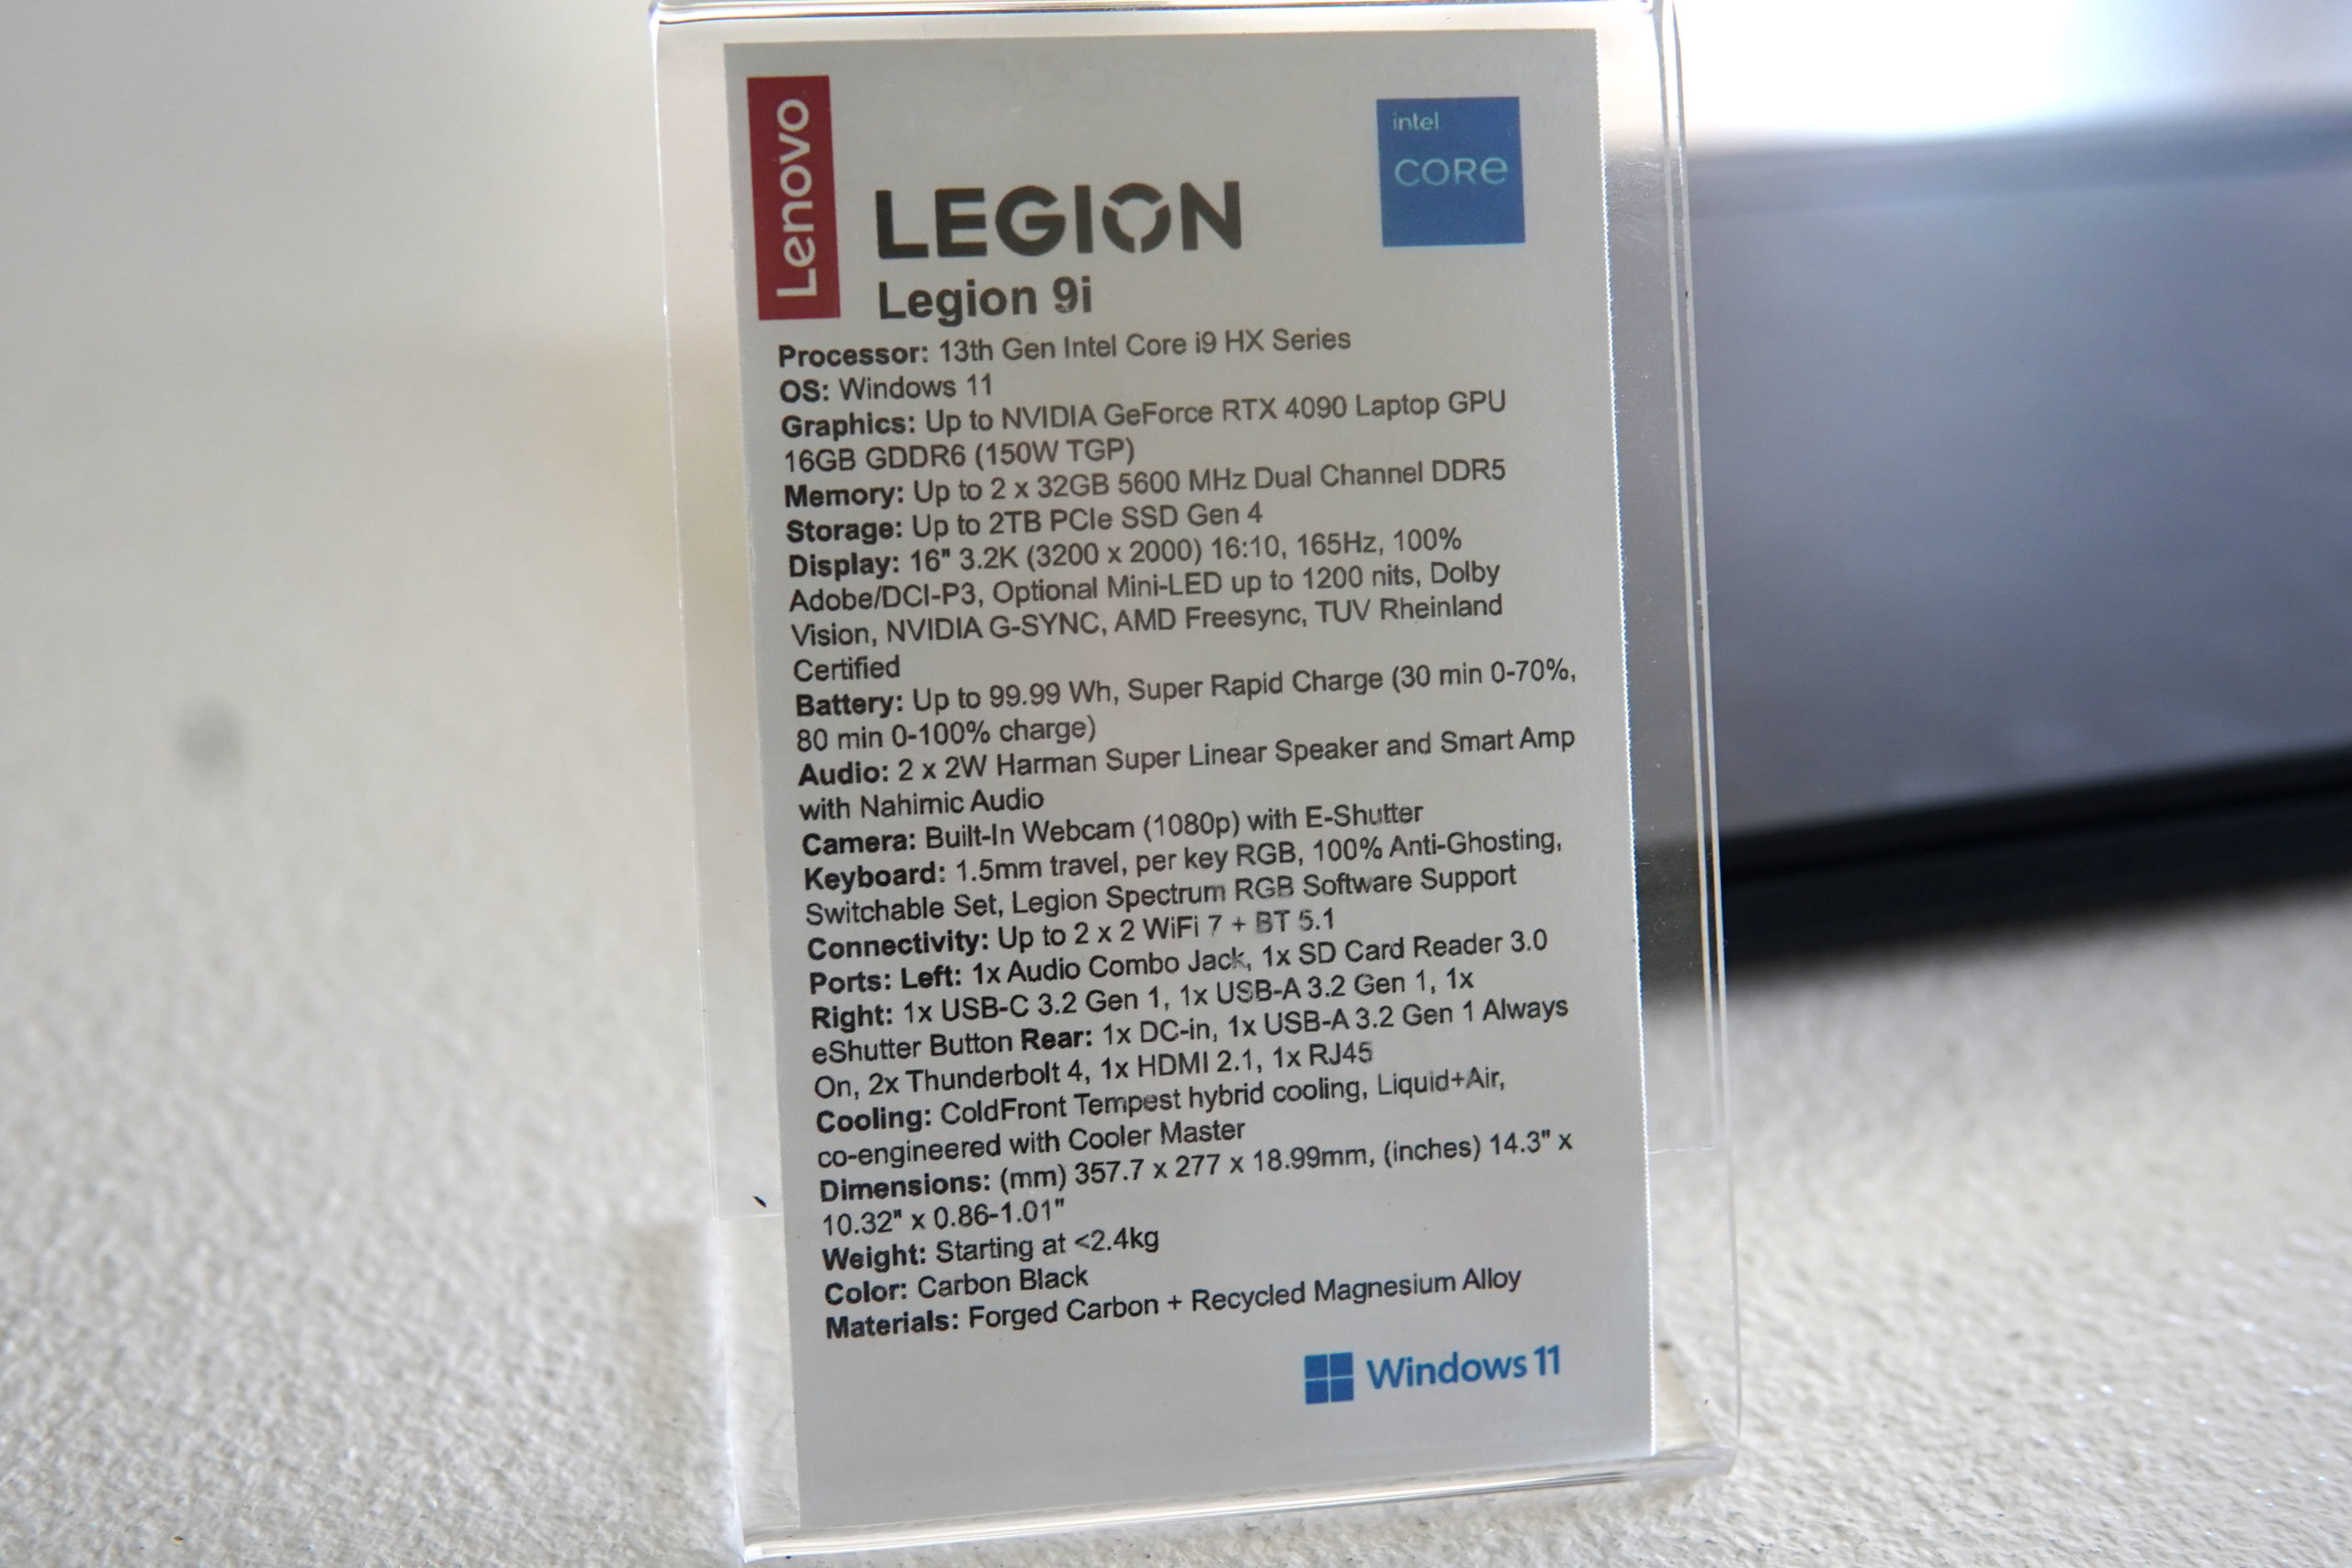 Lenovo
LEGION
intel
CORE
Legion 9i
Processor: 13th Gen Intel Core i9 HX Series
OS: Windows 11
Graphics: Up to NVIDIA GeForce RTX 4090 Laptop GPU
16GB GDDR6 (150W TGP)
Memory: Up to 2 x 32GB 5600 MHz Dual Channel DDR5
Storage: Up to 2TB PCIe SSD Gen 4
Display: 16" 3.2K (3200 x 2000) 16:10, 165Hz, 100%
Adobe/DCI-P3, Optional Mini-LED up to 1200 nits, Dolby
Vision, NVIDIA G-SYNC, AMD Freesync, TUV Rheinland
Certified
Battery: Up to 99.99 Wh, Super Rapid Charge (30 min 0-70%,
80 min 0-100% charge)
Audio: 2 x 2W Harman Super Linear Speaker and Smart Amp
with Nahimic Audio
Camera: Built-In Webcam (1080p) with E-Shutter
Keyboard: 1.5mm travel, per key RGB, 100% Anti-Ghosting,
Switchable Set, Legion Spectrum RGB Software Support
Connectivity: Up to 2 x 2 WiFi 7 + BT 5.1
Ports: Left: 1x Audio Combo Jack, 1x SD Card Reader 3.0
Right: 1x USB-C 3.2 Gen 1, 1x USB-A 3.2 Gen 1, 1x
eShutter Button Rear: 1x DC-in, 1x USB-A 3.2 Gen 1 Always
On, 2x Thunderbolt 4, 1x HDMI 2.1, 1x RJ45
Cooling: ColdFront Tempest hybrid cooling, Liquid+Air,
co-engineered with Cooler Master
Dimensions: (mm) 357.7 x 277 x 18.99mm, (inches) 14.3" x
10.32" x 0.86-1.01"
Weight: Starting at <2.4kg
Color: Carbon Black
Materials: Forged Carbon + Recycled Magnesium Alloy
Windows 11